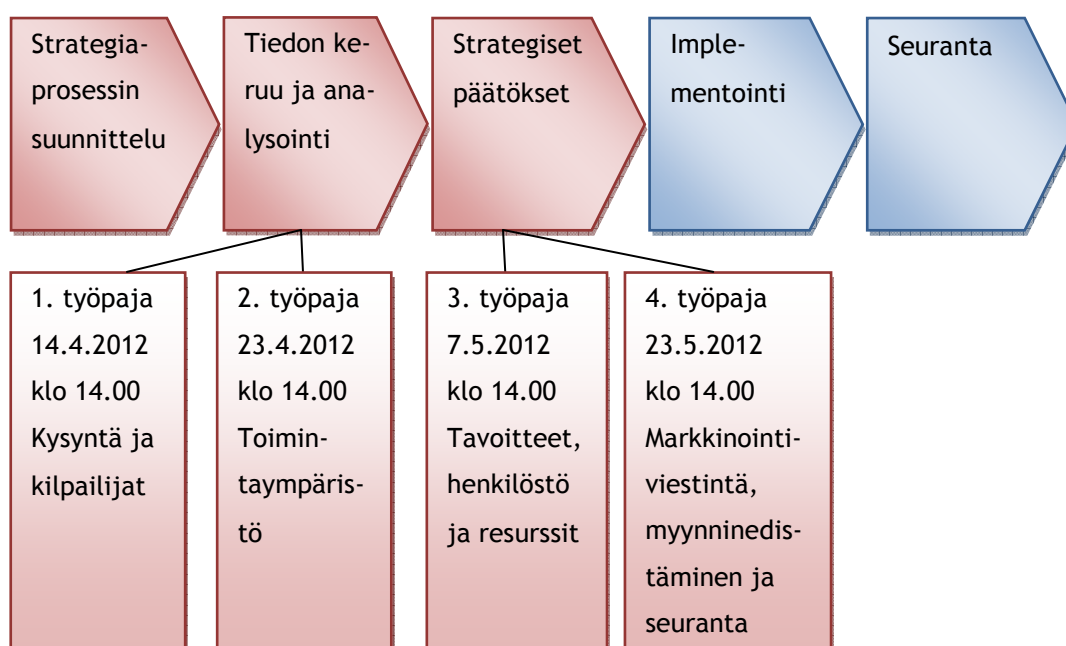 Strategia-
prosessin
suunnittelu
Tiedon ke-
ruu ja ana-
lysointi
Strategiset
päätökset
Imple-
mentointi
Seuranta
1. työpaja
14.4.2012
klo 14.00
Kysyntä ja
kilpailijat
2. työpaja
23.4.2012
klo 14.00
Toimin-
taympäris-
tö
3. työpaja
7.5.2012
klo 14.00
Tavoitteet,
henkilöstö
ja resurssit
4. työpaja
23.5.2012
klo 14.00
Markkinointi-
viestintä,
myynninedis-
täminen ja
seuranta